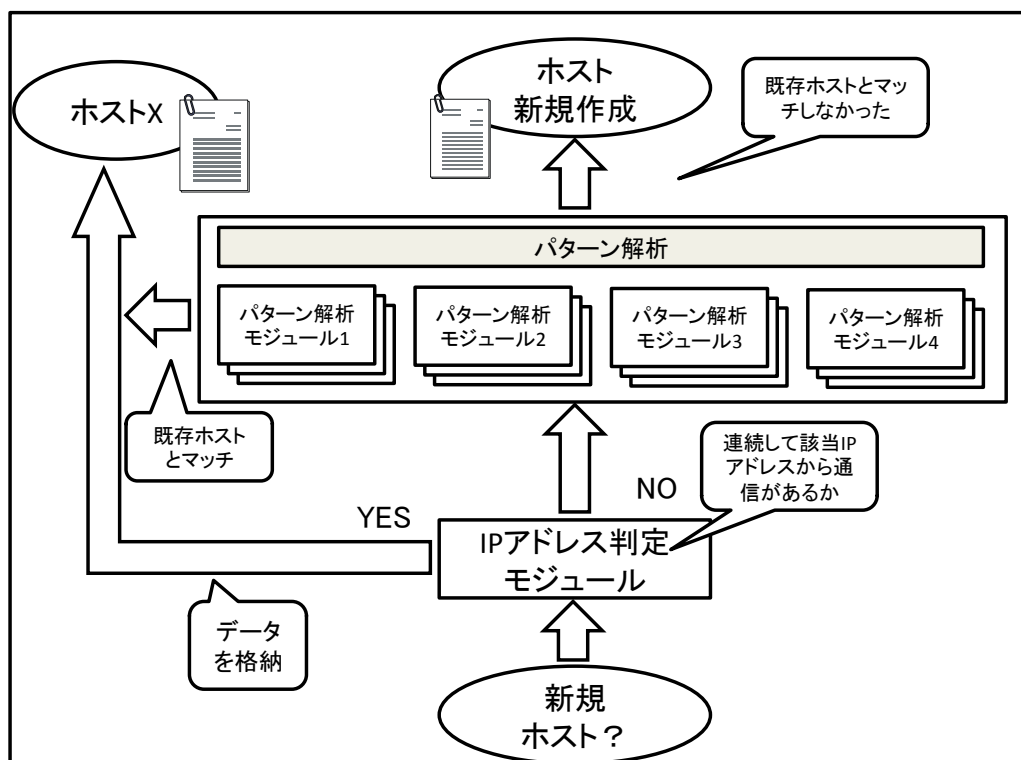 ホストX
ホスト
新規作成
既存ホストとマッ
チしなかった
パターン解析
パターン解析
モジュール1
パターン解析
モジュール2
パターン解析
モジュール3
パターン解析
モジュール4
既存ホスト
とマッチ
連続して該当IP
アドレスから通
信があるか
NO
YES
IPアドレス判定
モジュール
データ
を格納
新規
ホスト？